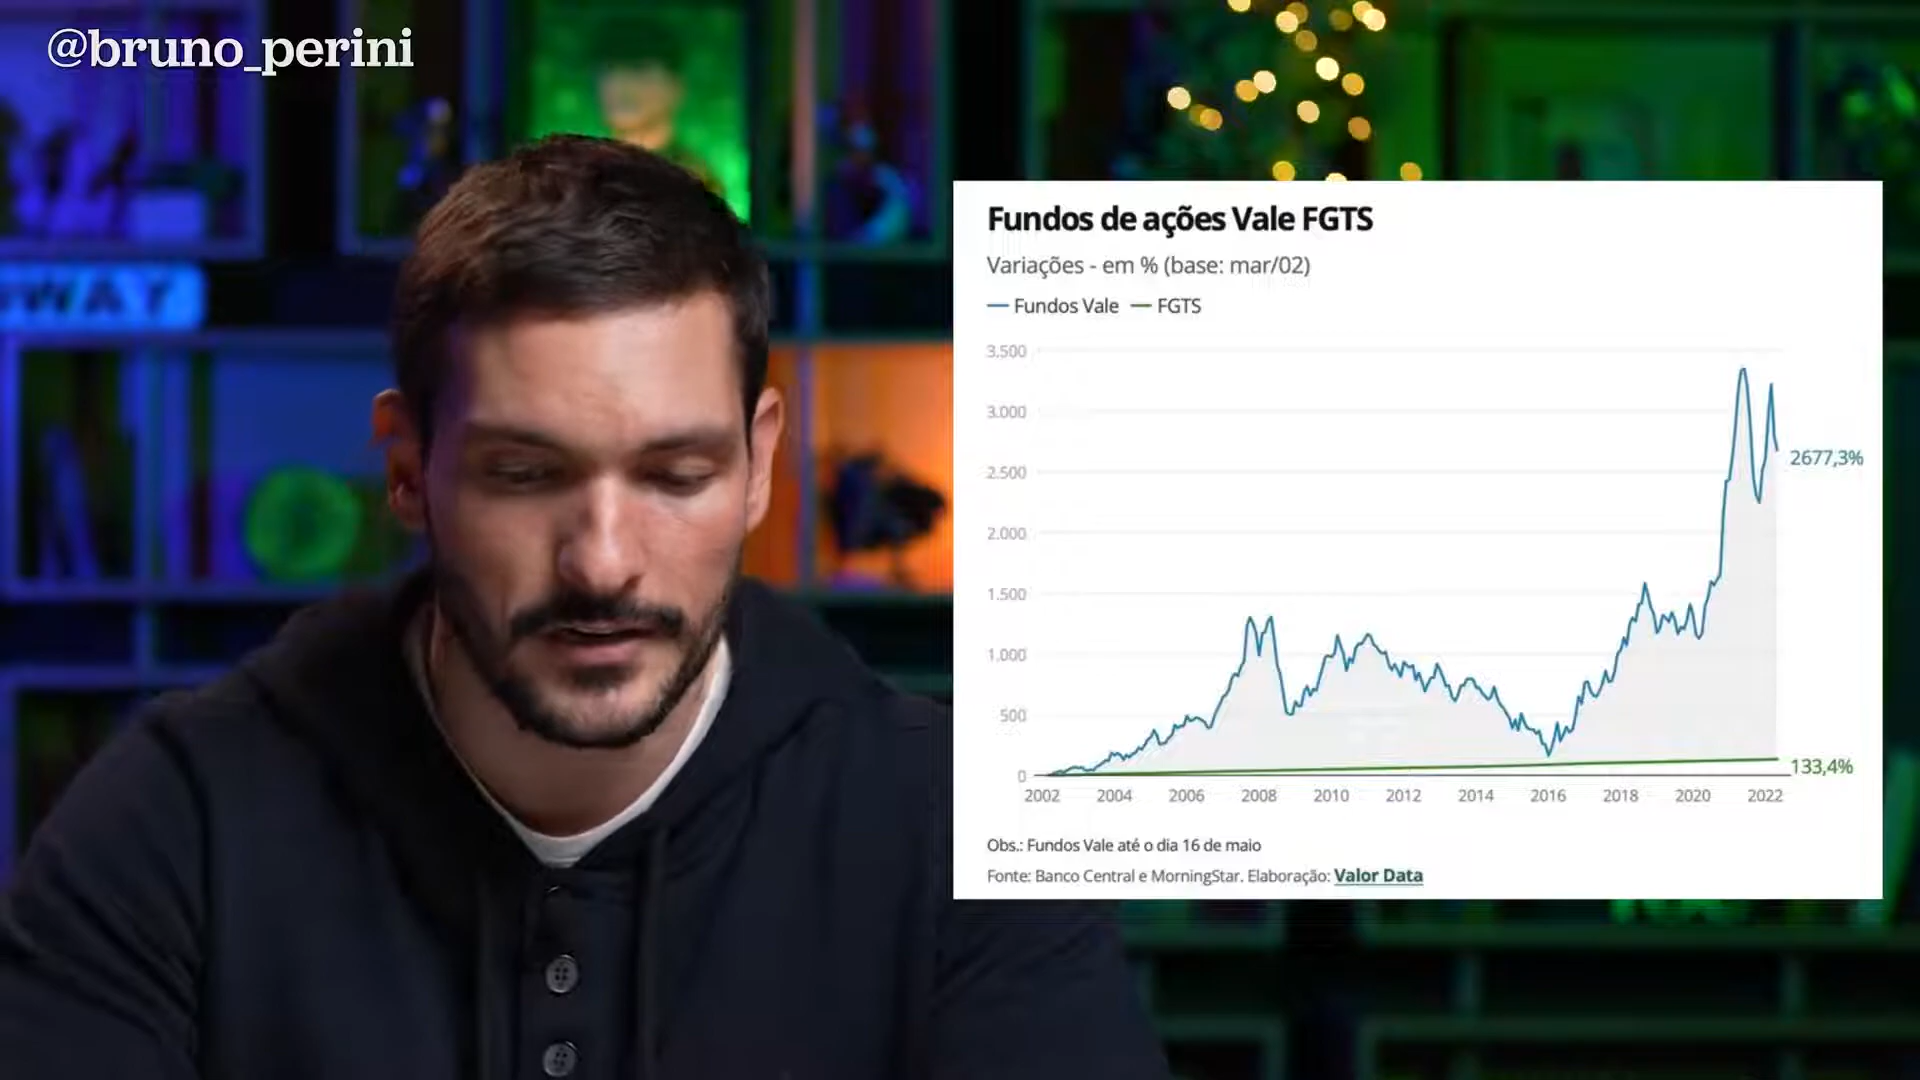 @bruno_perini
WAY
Fundos de ações Vale FGTS
Variações - em % (base: mar/02)
Fundos Vale FGTS
3.500
3.000
2.500
2.000
1.500
1.000
500
0
2677,3%
133,4%
2002 2004 2006 2008 2010 2012 2014 2016 2018 2020 2022
Obs.: Fundos Vale até o dia 16 de maio
Fonte: Banco Central e MorningStar. Elaboração: Valor Data